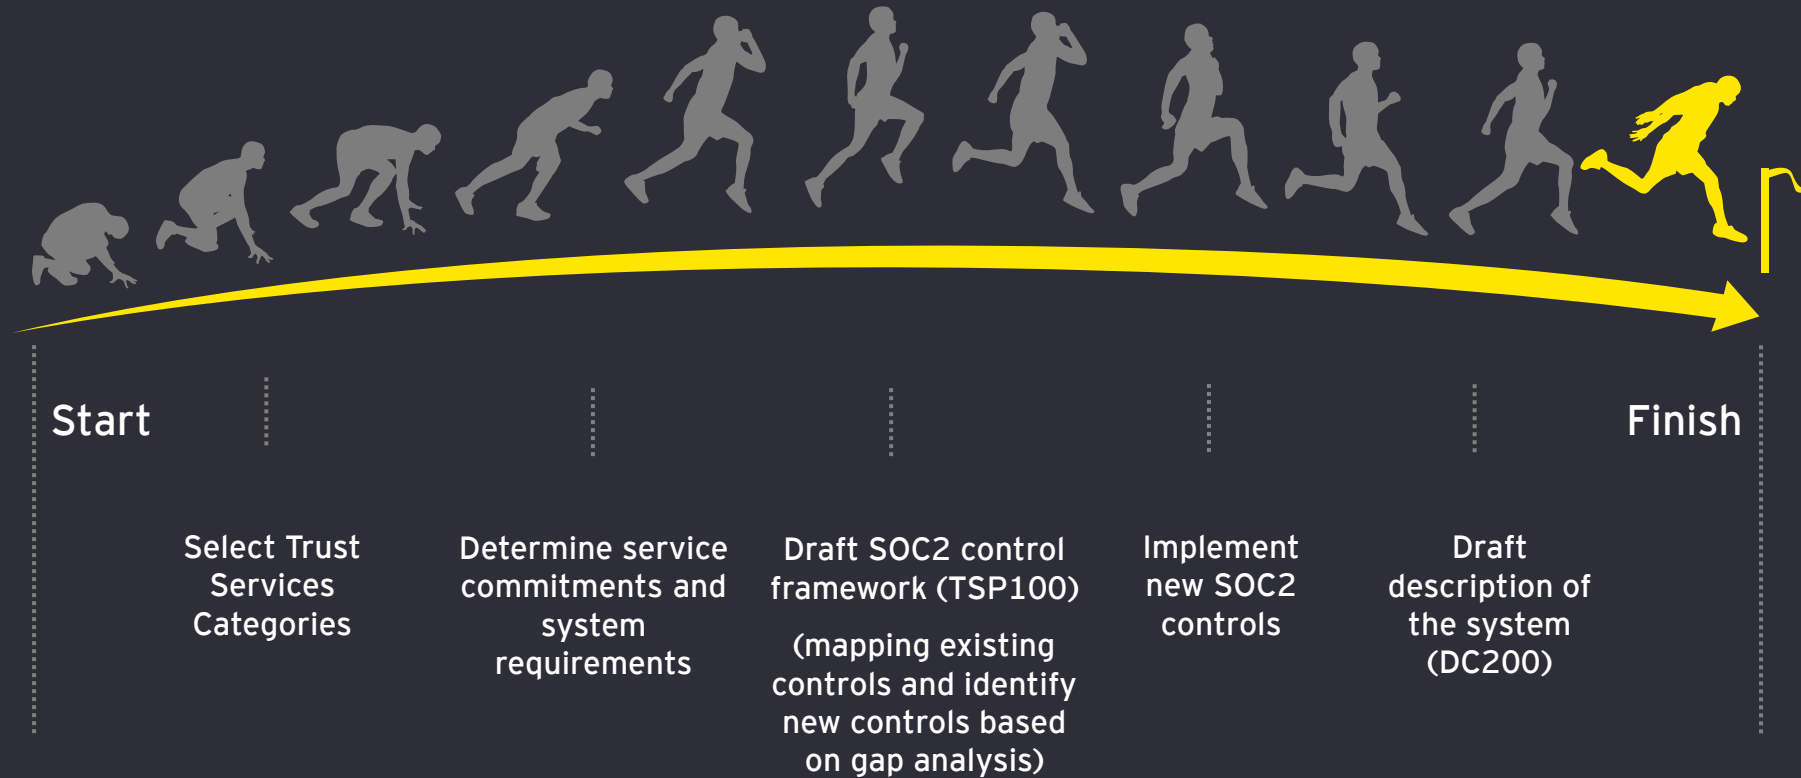 Start
Finish
Select Trust
Services
Categories
Determine service
commitments and
system
requirements
Draft SOC2 control
framework (TSP100)
(mapping existing
controls and identify
new controls based
on gap analysis)
Implement
new SOC2
controls
Draft
description of
the system
(DC200)